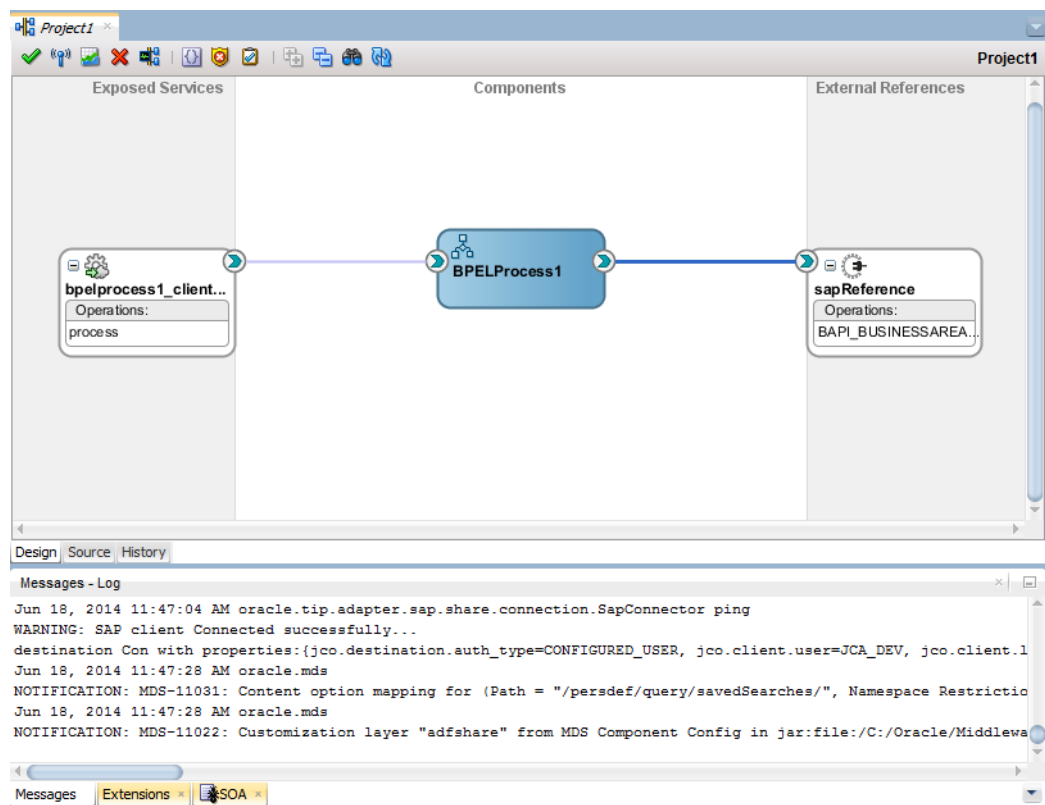 Project1
Project1
Exposed Services Components External References
bpelprocess1_client...
Operations:
process
BPELProcess1
sapReference
Operations:
BAPI_BUSINESSAREA...
Design Source History
Messages - Log
Jun 18, 2014 11:47:04 AM oracle.tip.adapter.sap.share.connection.SapConnector ping
WARNING: SAP client Connected successfully...
destination Con with properties:{jco.destination.auth_type=CONFIGURED_USER, jco.client.user=JCA_DEV, jco.client.l
Jun 18, 2014 11:47:28 AM oracle.mds
NOTIFICATION: MDS-11031: Content option mapping for (Path = "/persdef/query/savedSearches/", Namespace Restrictio
Jun 18, 2014 11:47:28 AM oracle.mds
NOTIFICATION: MDS-11022: Customization layer "adfshare" from MDS Component Config in jar:file:/C:/Oracle/Middlewa
Messages Extensions SOA